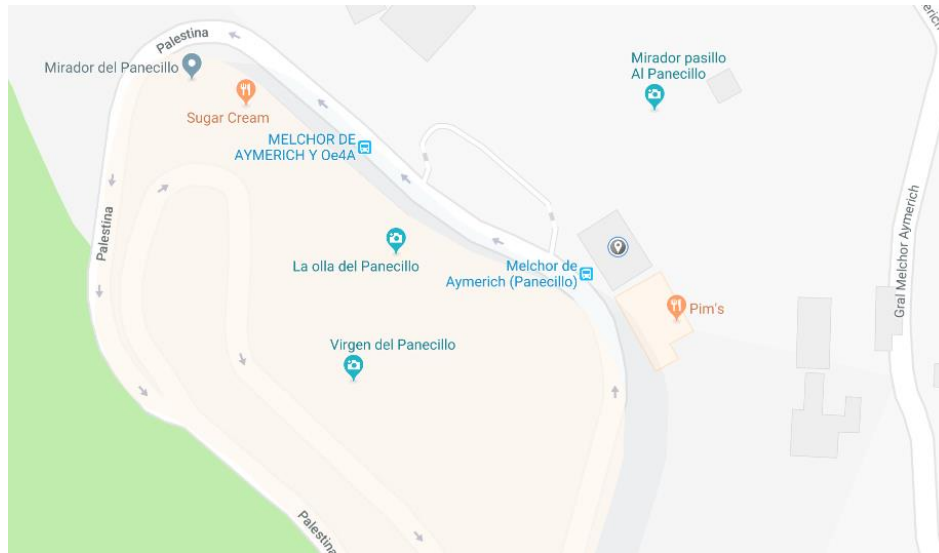 Palestina
Mirador del Panecillo
Sugar Cream
MELCHOR DE
AYMERICH Y Oe4A
Mirador pasillo
Al Panecillo
Palestina
La olla del Panecillo
Melchor de
Aymerich (Panecillo)
Pim's
Gral Melchor Aymerich
Virgen del Panecillo
Palestina